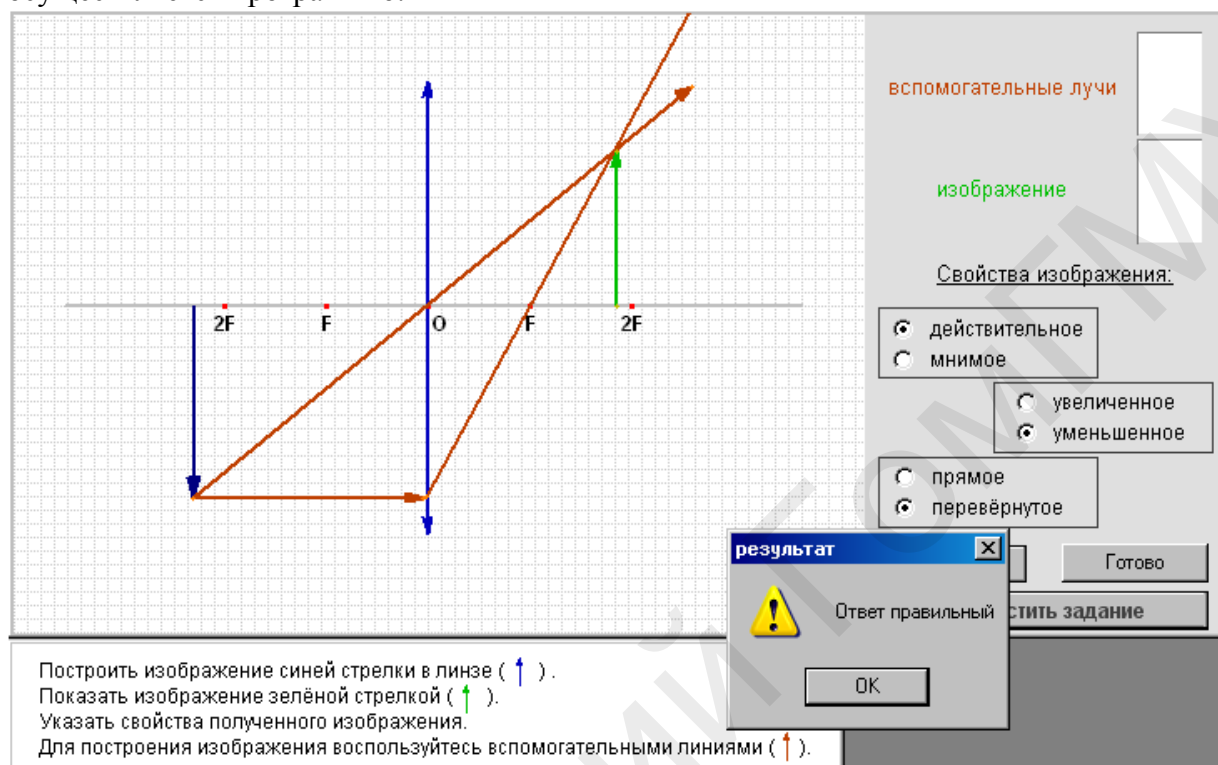 вспомогательные лучи
изображение
Свойства изображения:
2F F O F 2F
действительное
мнимое
увеличенное
уменьшенное
прямое
перевёрнутое
Готово
стить задание
результат
Ответ правильный
OK
Построить изображение синей стрелки в линзе ( ) .
Показать изображение зелёной стрелкой ( ).
Указать свойства полученного изображения.
Для построения изображения воспользуйтесь вспомогательными линиями ( ).